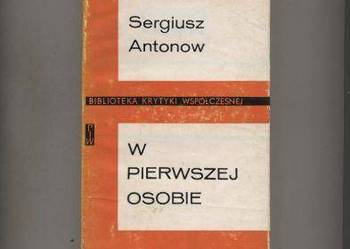 Sergiusz
Antonow
BIBLIOTEKA KRYTYKI WSPÓŁCZESNEJ
W
PIERWSZEJ
OSOBIE